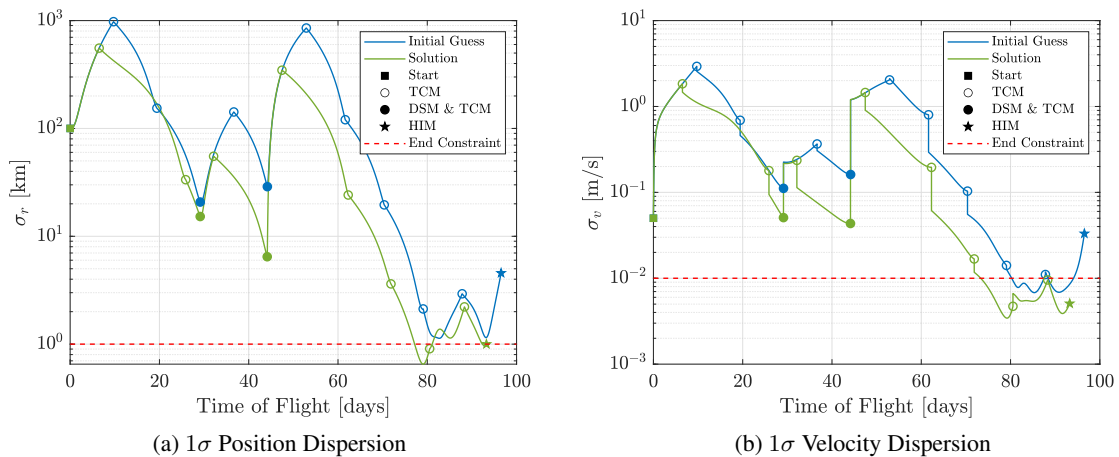 10^3
10^2
10^1
10^0
σ_r [km]
0 20 40 60 80 100
Time of Flight [days]
Initial Guess
Solution
Start
TCM
DSM & TCM
HIM
End Constraint
(a) 1σ Position Dispersion
10^1
10^0
10^-1
10^-2
10^-3
σ_v [m/s]
0 20 40 60 80 100
Time of Flight [days]
Initial Guess
Solution
Start
TCM
DSM & TCM
HIM
End Constraint
(b) 1σ Velocity Dispersion